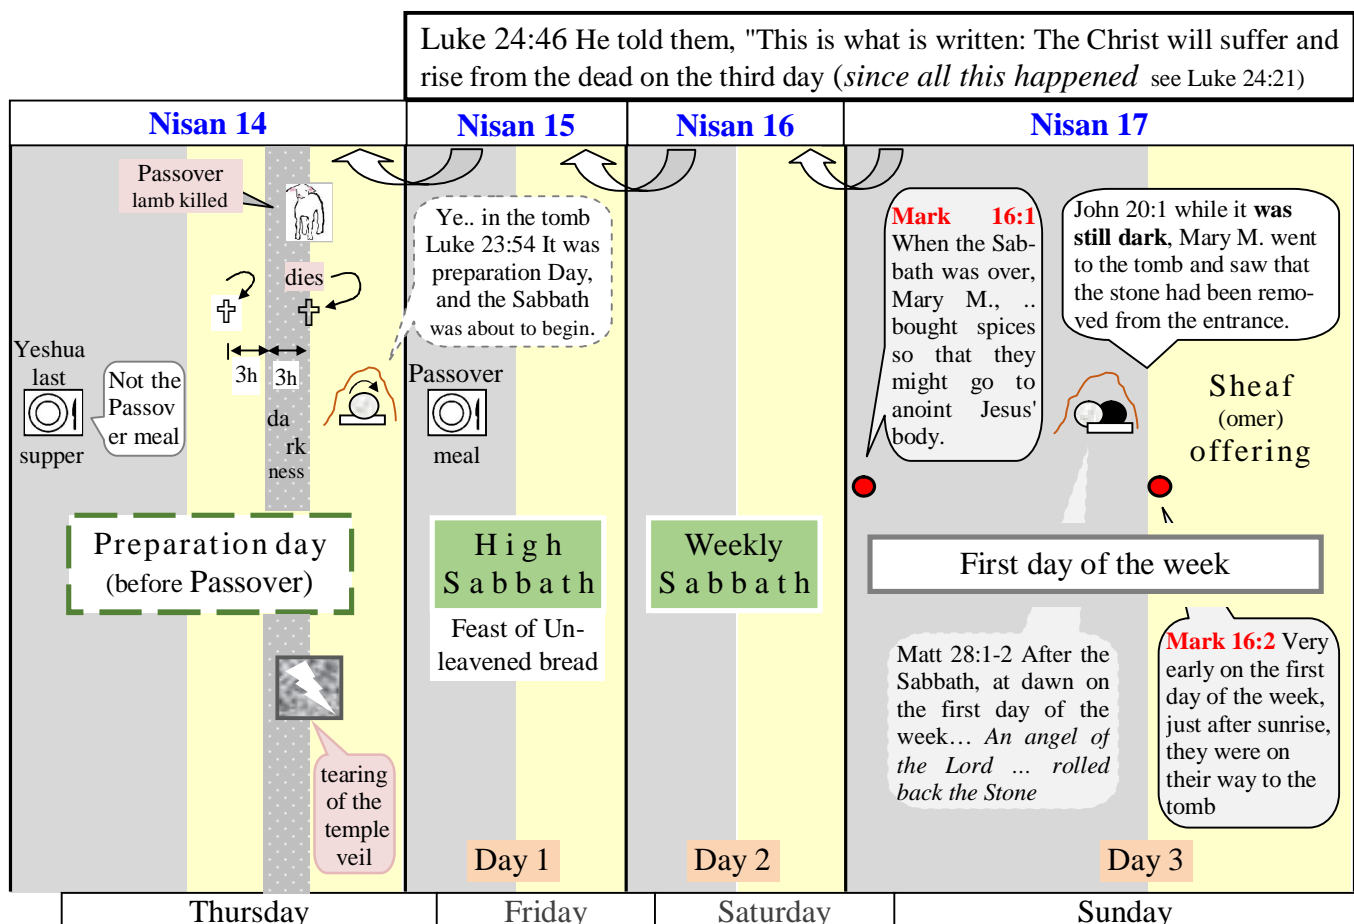 Luke 24:46 He told them, "This is what is written: The Christ will suffer and
rise from the dead on the third day (since all this happened see Luke 24:21)
Nisan 14
Nisan 15
Nisan 16
Nisan 17
Passover
lamb killed
dies
3h
3h
da
rk
ness
Yeshua
last
supper
Not the
Passov
er meal
Ye.. in the tomb
Luke 23:54 It was
preparation Day,
and the Sabbath
was about to begin.
Passover
meal
Mark 16:1
When the Sab-
bath was over,
Mary M., ..
bought spices
so that they
might go to
anoint Jesus'
body.
John 20:1 while it was
still dark, Mary M. went
to the tomb and saw that
the stone had been remo-
ved from the entrance.
Sheaf
(omer)
offering
Preparation day
(before Passover)
High
Sabbath
Feast of Un-
leavened bread
Weekly
Sabbath
First day of the week
Matt 28:1-2 After the
Sabbath, at dawn on
the first day of the
week… An angel of
the Lord ... rolled
back the Stone
Mark 16:2 Very
early on the first
day of the week,
just after sunrise,
they were on
their way to the
tomb
tearing
of the
temple
veil
Day 1
Day 2
Day 3
Thursday
Friday
Saturday
Sunday